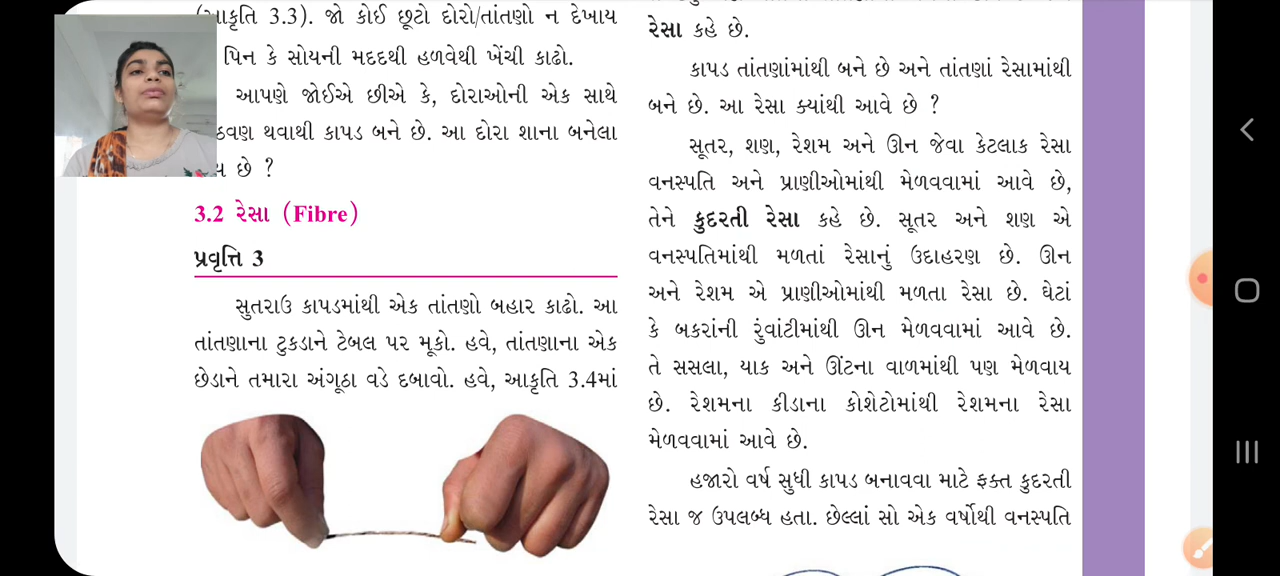 (આકૃતિ 3.3). જો કોઈ છૂટો દોરો/તાંતણો ન દેખાય
પિન કે સોયની મદદથી હળવેથી ખેંચી કાઢો.
આપણે જોઈએ છીએ કે, દોરાઓની એક સાથે
ઠવણ થવાથી કાપડ બને છે. આ દોરા શાના બનેલા
ય છે ?
3.2 રેસા (Fibre)
પ્રવૃત્તિ 3
સુતરાઉ કાપડમાંથી એક તાંતણો બહાર કાઢો. આ
તાંતણાના ટુકડાને ટેબલ પર મૂકો. હવે, તાંતણાના એક
છેડાને તમારા અંગૂઠા વડે દબાવો. હવે, આકૃતિ 3.4માં
રેસા કહે છે.
કાપડ તાંતણાંમાંથી બને છે અને તાંતણાં રેસામાંથી
બને છે. આ રેસા ક્યાંથી આવે છે ?
સૂતર, શણ, રેશમ અને ઊન જેવા કેટલાક રેસા
વનસ્પતિ અને પ્રાણીઓમાંથી મેળવવામાં આવે છે,
તેને કુદરતી રેસા કહે છે. સૂતર અને શણ એ
વનસ્પતિમાંથી મળતાં રેસાનું ઉદાહરણ છે. ઊન
અને રેશમ એ પ્રાણીઓમાંથી મળતા રેસા છે. ઘેટાં
કે બકરાંની રુંવાંટીમાંથી ઊન મેળવવામાં આવે છે.
તે સસલા, યાક અને ઊંટના વાળમાંથી પણ મેળવાય
છે. રેશમના કીડાના કોશેટોમાંથી રેશમના રેસા
મેળવવામાં આવે છે.
હજારો વર્ષ સુધી કાપડ બનાવવા માટે ફક્ત કુદરતી
રેસા જ ઉપલબ્ધ હતા. છેલ્લાં સો એક વર્ષોથી વનસ્પતિ